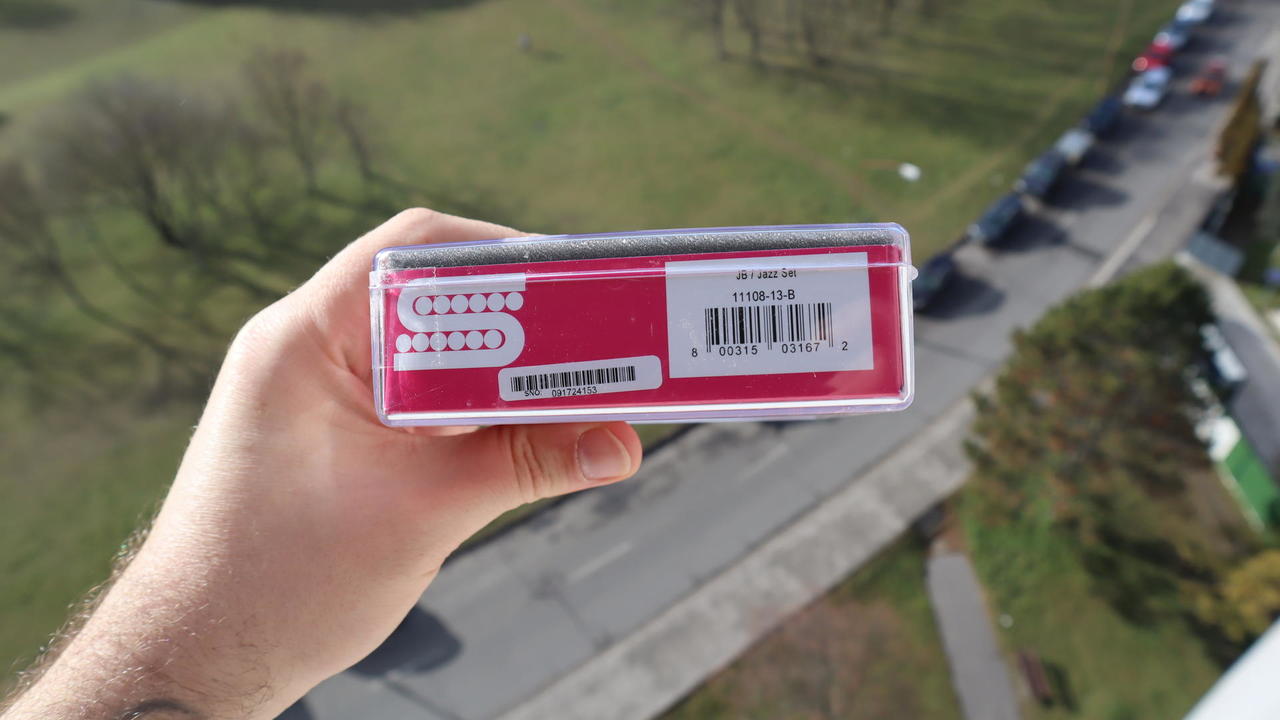 JB / Jazz Set
11108-13-B
8 00315 03167 2
SNO: 091724153